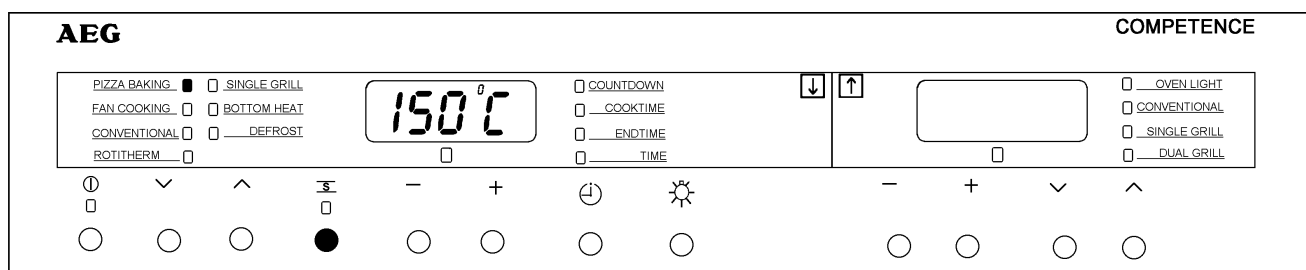 AEG
COMPETENCE
PIZZA BAKING
FAN COOKING
CONVENTIONAL
ROTITHERM
SINGLE GRILL
BOTTOM HEAT
DEFROST
150°C
COUNTDOWN
COOKTIME
ENDTIME
TIME
OVEN LIGHT
CONVENTIONAL
SINGLE GRILL
DUAL GRILL
S
- +
- +